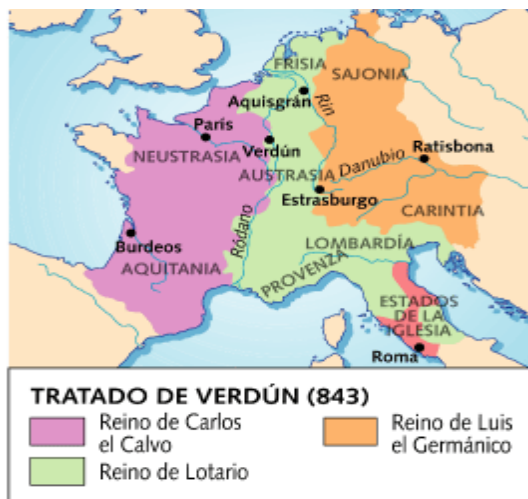 FRISIA
SAJONIA
Aquisgrán
Rin
París
Verdún
NEUSTRASIA
AUSTRASIA
Danubio
Ratisbona
Estrasburgo
CARINTIA
Burdeos
Ródano
LOMBARDÍA
AQUITANIA
PROVENZA
ESTADOS
DE LA
IGLESIA
Roma
TRATADO DE VERDÚN (843)
Reino de Carlos
el Calvo
Reino de Lotario
Reino de Luis
el Germánico